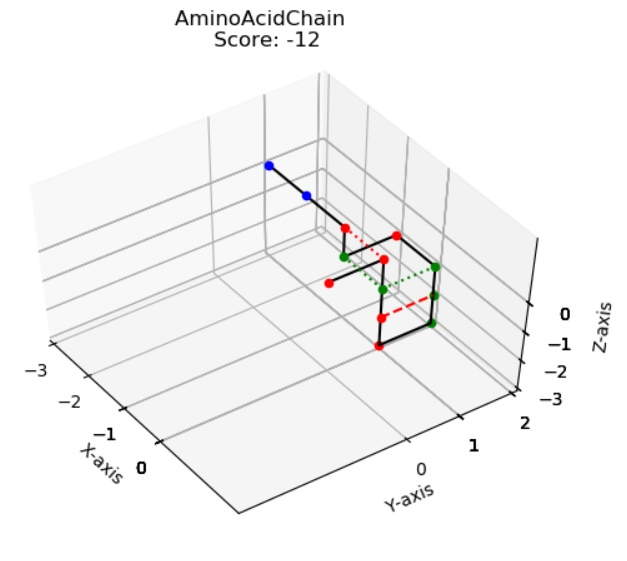 AminoAcidChain
Score: -12
0
−1
−2
−3
Z-axis
−3
−2
−1
0
X-axis
2
1
0
Y-axis